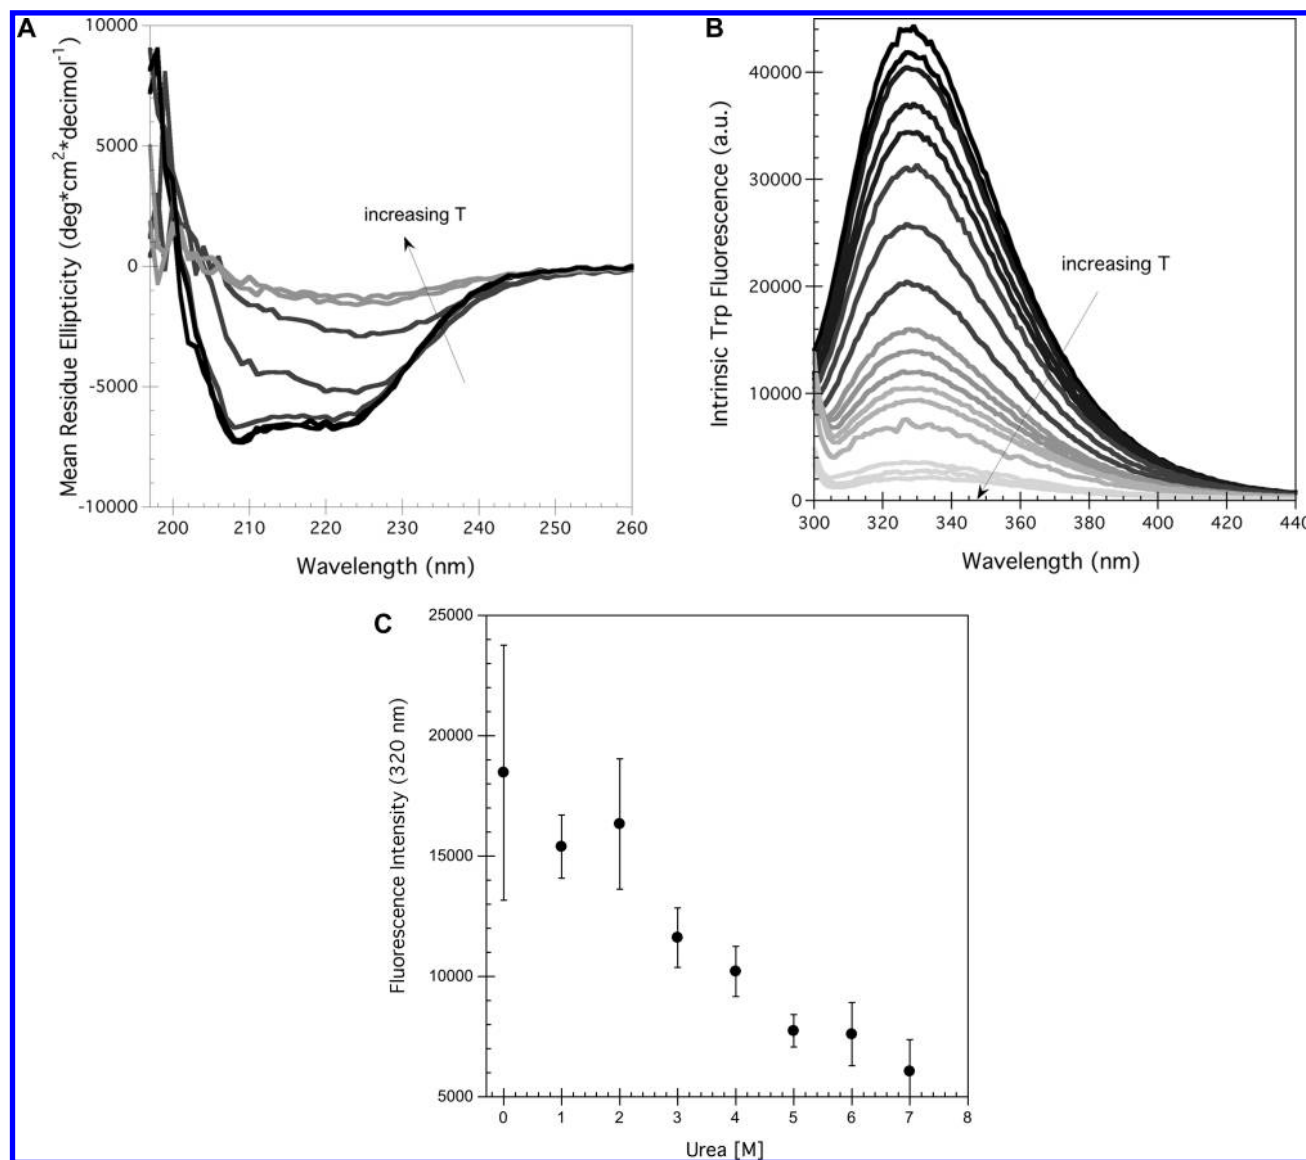 A
10000
5000
0
-5000
-10000
Mean Residue Ellipticity (deg*cm²*decimol⁻¹)
increasing T
200 210 220 230 240 250 260
Wavelength (nm)
B
40000
30000
20000
10000
0
Intrinsic Trp Fluorescence (a.u.)
increasing T
300 320 340 360 380 400 420 440
Wavelength (nm)
C
25000
20000
15000
10000
5000
Fluorescence Intensity (320 nm)
0 1 2 3 4 5 6 7 8
Urea [M]